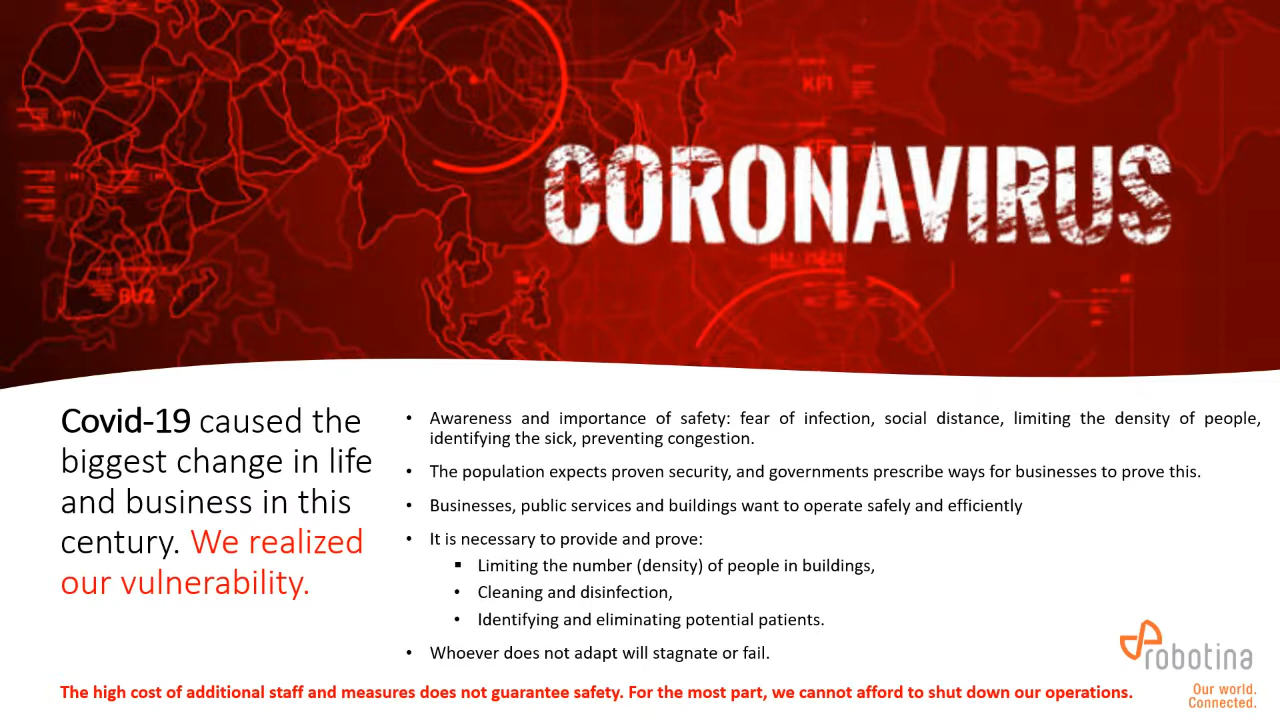 KF1
CORONAVIRUS
BU2
Covid-19 caused the
biggest change in life
and business in this
century. We realized
our vulnerability.
• Awareness and importance of safety: fear of infection, social distance, limiting the density of people,
identifying the sick, preventing congestion.
• The population expects proven security, and governments prescribe ways for businesses to prove this.
• Businesses, public services and buildings want to operate safely and efficiently
• It is necessary to provide and prove:
▪ Limiting the number (density) of people in buildings,
• Cleaning and disinfection,
• Identifying and eliminating potential patients.
• Whoever does not adapt will stagnate or fail.
robotina
Our world.
Connected.
The high cost of additional staff and measures does not guarantee safety. For the most part, we cannot afford to shut down our operations.